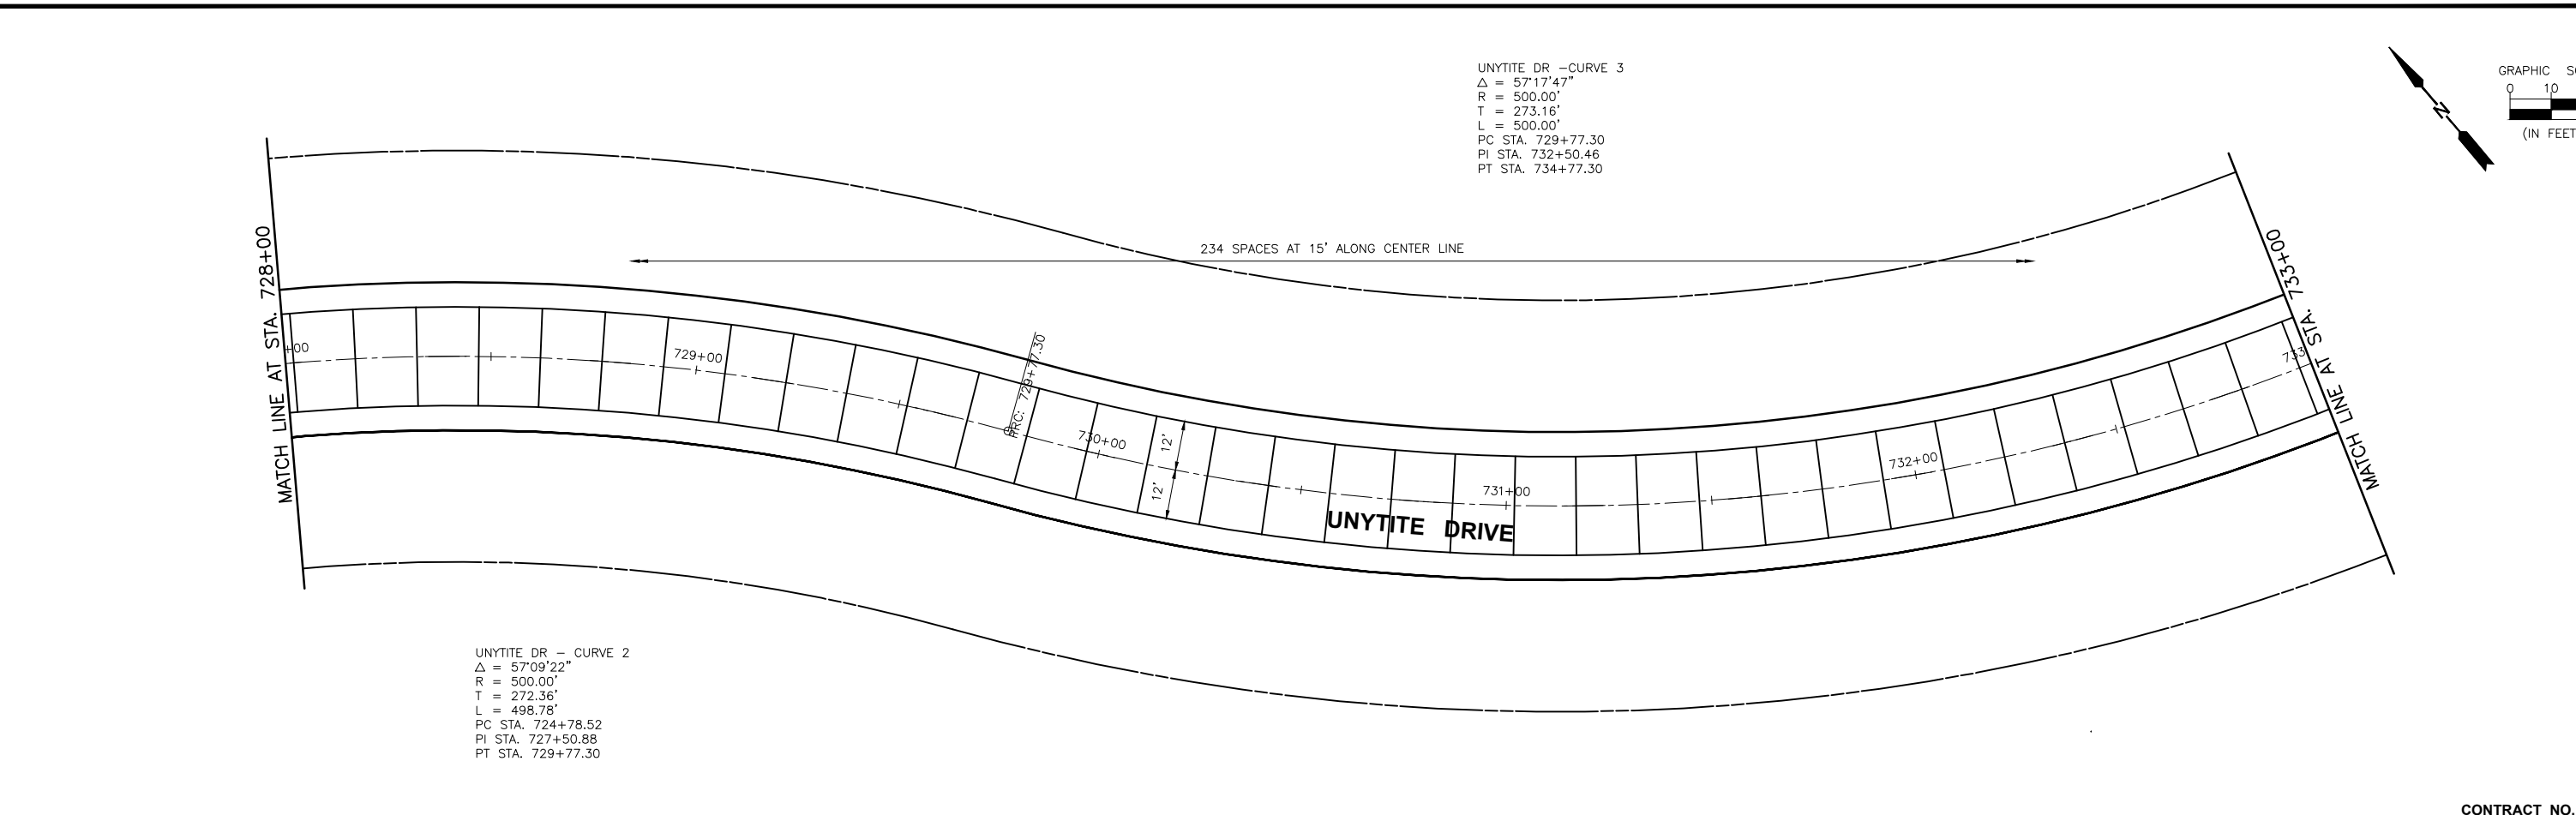 UNYTITE DR -CURVE 3
Δ = 57°17'47"
R = 500.00'
T = 273.16'
L = 500.00'
PC STA. 729+77.30
PI STA. 732+50.46
PT STA. 734+77.30
N
GRAPHIC
0 10
(IN FEET
234 SPACES AT 15' ALONG CENTER LINE
MATCH LINE AT STA. 728+00
+00
729+00
PRC: 729+77.30
730+00
12'
12'
731+00
UNYTITE DRIVE
732+00
733
MATCH LINE AT STA. 733+00
UNYTITE DR - CURVE 2
Δ = 57°09'22"
R = 500.00'
T = 272.36'
L = 498.78'
PC STA. 724+78.52
PI STA. 727+50.88
PT STA. 729+77.30
CONTRACT NO.